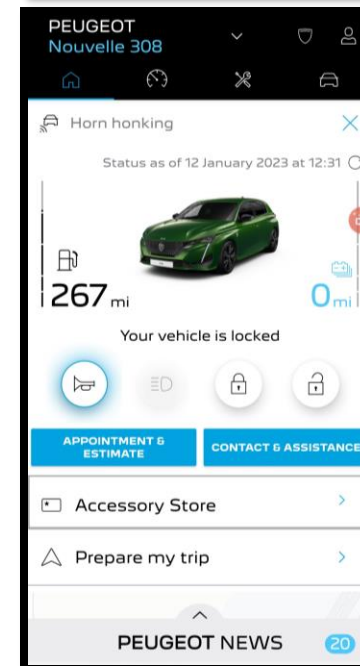 PEUGEOT
Nouvelle 308
Horn honking
Status as of 12 January 2023 at 12:31
267 mi
0 mi
Your vehicle is locked
APPOINTMENT &
ESTIMATE
CONTACT & ASSISTANCE
Accessory Store
Prepare my trip
PEUGEOT NEWS
20